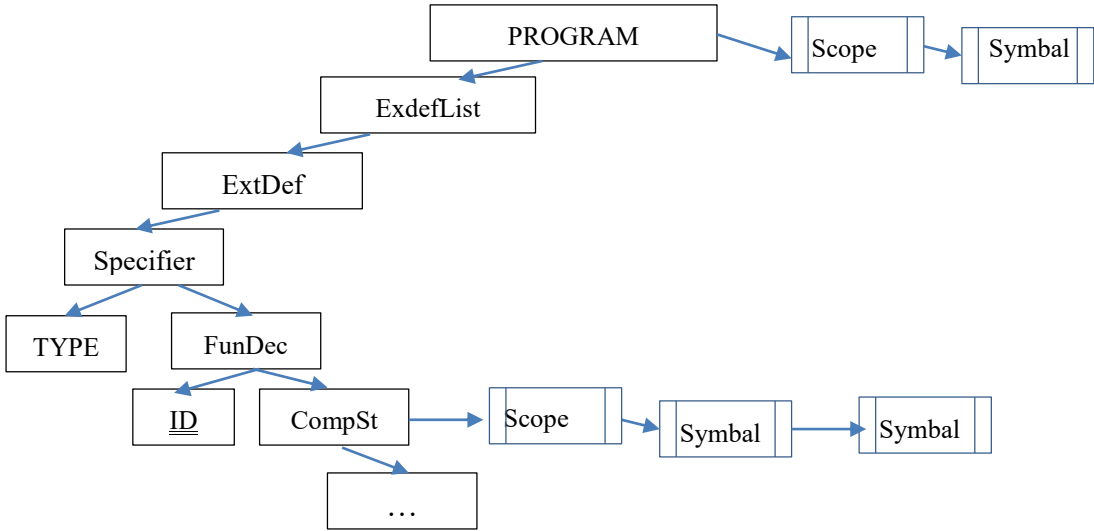 PROGRAM
Scope
Symbal
ExdefList
ExtDef
Specifier
TYPE
FunDec
ID
CompSt
Scope
Symbal
Symbal
...